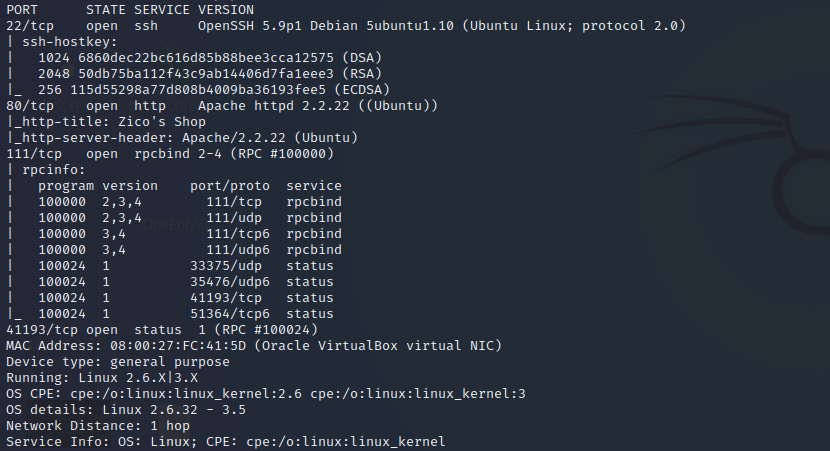 PORT      STATE SERVICE VERSION
22/tcp    open  ssh     OpenSSH 5.9p1 Debian 5ubuntu1.10 (Ubuntu Linux; protocol 2.0)
| ssh-hostkey:
|   1024 6860dec22bc616d85b88bee3cca12575 (DSA)
|   2048 50db75ba112f43c9ab14406d7fa1eee3 (RSA)
|_  256 115d55298a77d808b4009ba36193fee5 (ECDSA)
80/tcp    open  http    Apache httpd 2.2.22 ((Ubuntu))
|_http-title: Zico's Shop
|_http-server-header: Apache/2.2.22 (Ubuntu)
111/tcp   open  rpcbind 2-4 (RPC #100000)
| rpcinfo:
|   program version    port/proto  service
|   100000  2,3,4        111/tcp   rpcbind
|   100000  2,3,4        111/udp   rpcbind
|   100000  3,4          111/tcp6  rpcbind
|   100000  3,4          111/udp6  rpcbind
|   100024  1          33375/udp   status
|   100024  1          35476/udp6  status
|   100024  1          41193/tcp   status
|_  100024  1          51364/tcp6  status
41193/tcp open  status  1 (RPC #100024)
MAC Address: 08:00:27:FC:41:5D (Oracle VirtualBox virtual NIC)
Device type: general purpose
Running: Linux 2.6.X|3.X
OS CPE: cpe:/o:linux:linux_kernel:2.6 cpe:/o:linux:linux_kernel:3
OS details: Linux 2.6.32 - 3.5
Network Distance: 1 hop
Service Info: OS: Linux; CPE: cpe:/o:linux:linux_kernel